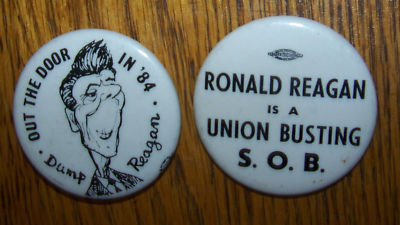 OUT THE DOOR IN '84
• Dump Reagan •
RONALD REAGAN
IS A
UNION BUSTING
S. O. B.